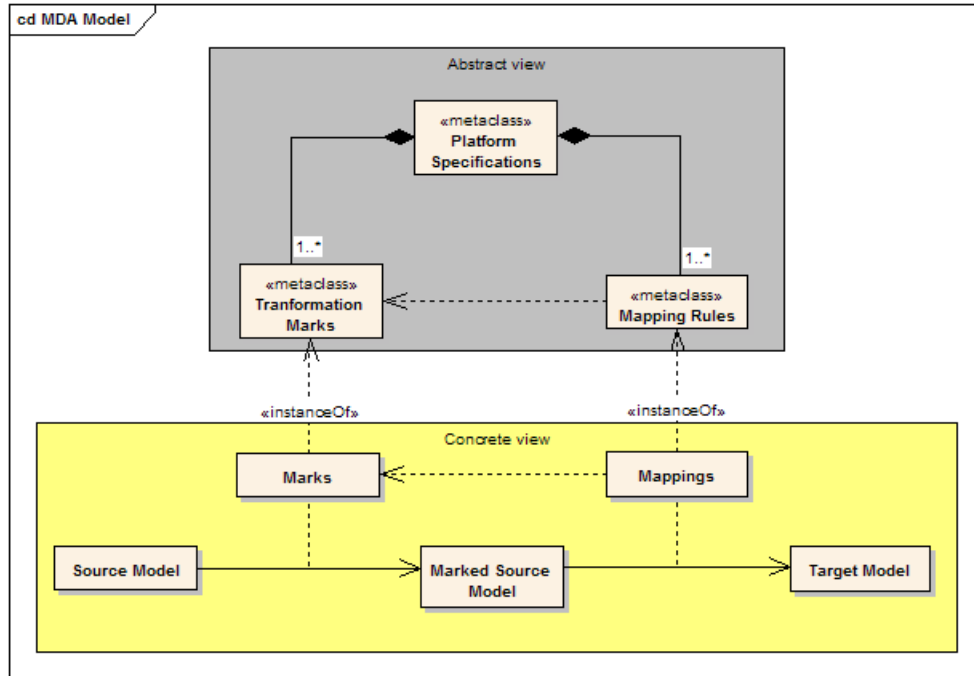 cd MDA Model
Abstract view
«metaclass»
Platform
Specifications
1..*
1..*
«metaclass»
Tranformation
Marks
«metaclass»
Mapping Rules
«instanceOf»
«instanceOf»
Concrete view
Marks
Mappings
Source Model
Marked Source
Model
Target Model